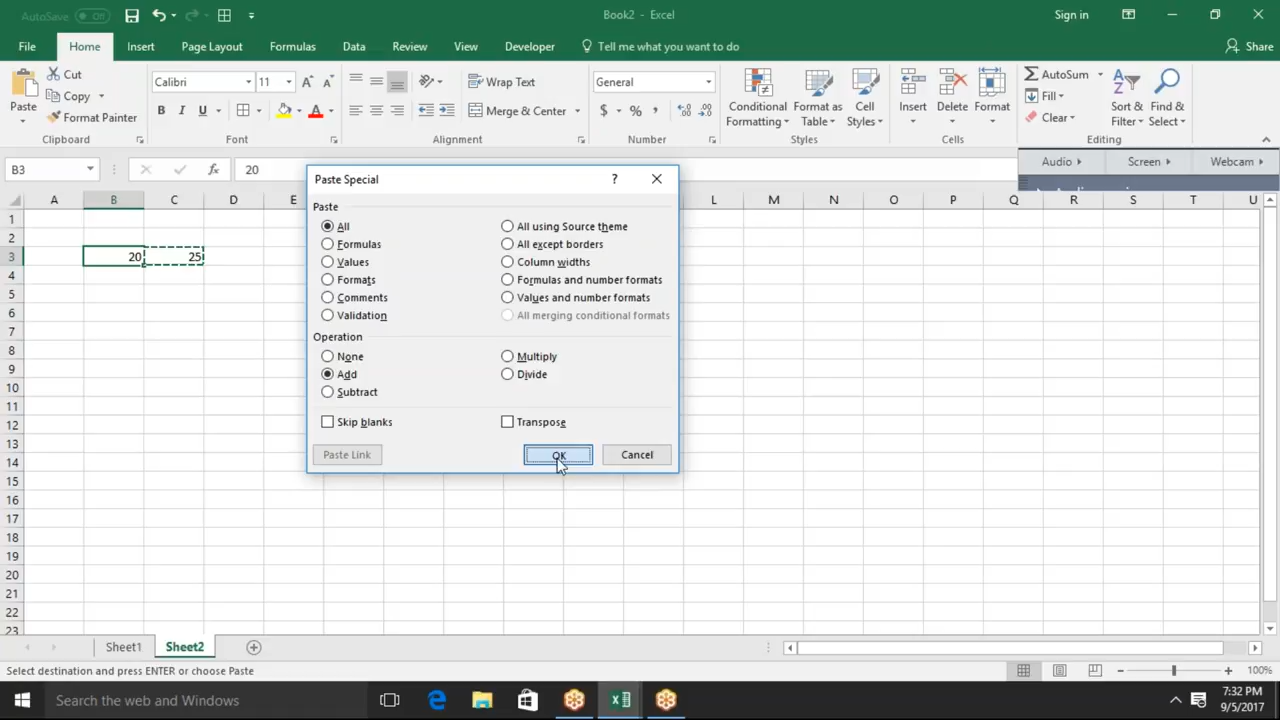 AutoSave Off
Book2 - Excel
Sign in
File Home Insert Page Layout Formulas Data Review View Developer Tell me what you want to do Share
Paste
Cut
Copy
Format Painter
Calibri 11
B I U
Wrap Text
Merge & Center
General
$ % ,
Conditional Formatting
Format as Table
Cell Styles
Insert
Delete
Format
AutoSum
Fill
Clear
Sort & Filter
Find & Select
Clipboard Font Alignment Number Styles Cells Editing
B3 fx 20
Audio Screen Webcam
A B C D E L M N O P Q R S T U
1
2
3 20 25
4
5
6
7
8
9
10
11
12
13
14
15
16
17
18
19
20
21
22
23
Paste Special ?
Paste
All All using Source theme
Formulas All except borders
Values Column widths
Formats Formulas and number formats
Comments Values and number formats
Validation All merging conditional formats
Operation
None Multiply
Add Divide
Subtract
Skip blanks Transpose
Paste Link OK Cancel
Sheet1 Sheet2
Select destination and press ENTER or choose Paste
100%
Search the web and Windows
7:32 PM
9/5/2017